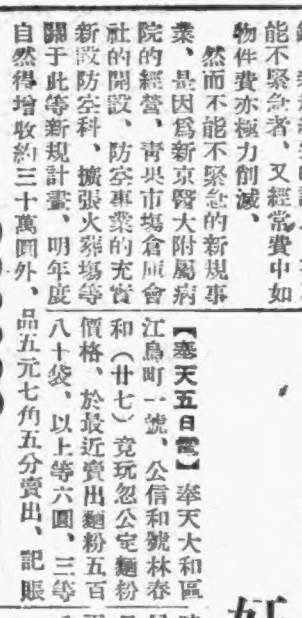 能不緊急者、又經常費中如
物件費亦極力削減、
然而不能不緊急的新規事
業、是因爲新京醫大附屬病
院的經營、靑果市塲倉庫會
社的開設、防空事業的充實
新設防空科、擴張火葬塲等
關于此等新規計畫、明年度
自然得增收約三十萬圓外、
【奉天五日電】奉天大和區
江島町一號、公信和號林春
和(廿七)竟玩忽公定麵粉
價格、於最近賣出麵粉五百
八十袋、以上等六圓、三等
品五元七角五分賣出、記賬